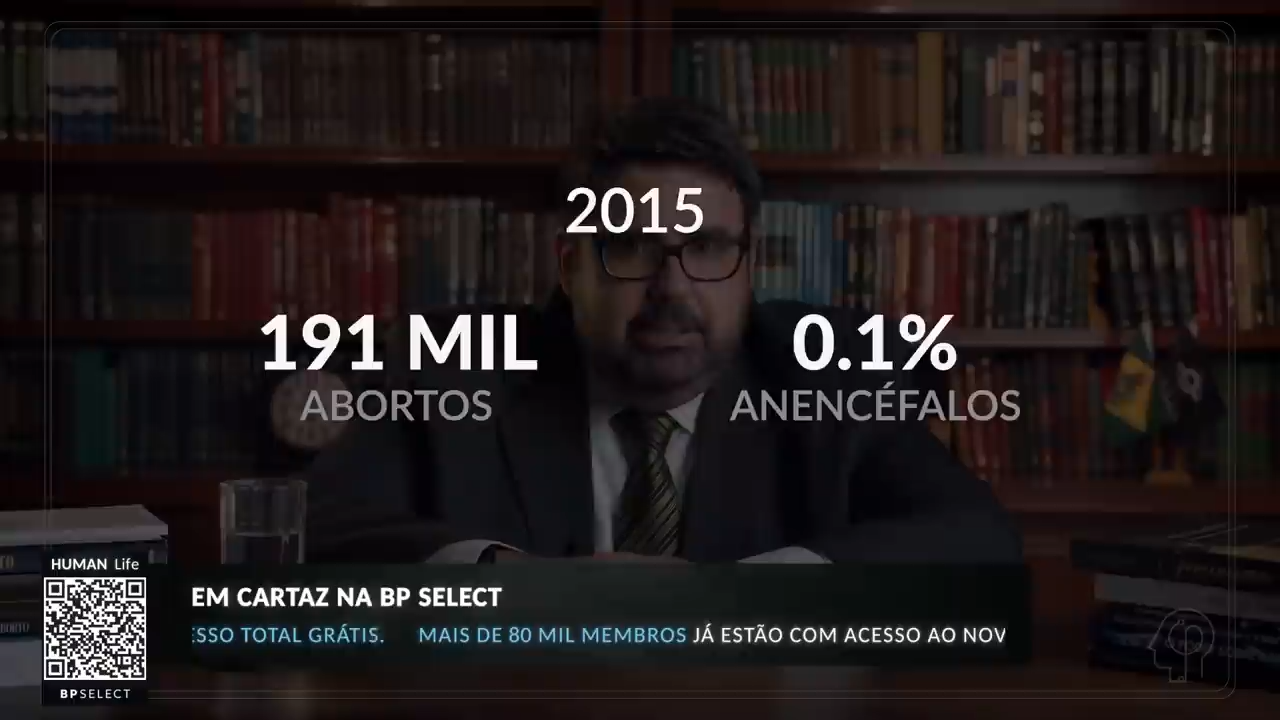 2015
191 MIL
0.1%
ABORTOS
ANENCÉFALOS
HUMAN Life
EM CARTAZ NA BP SELECT
ESSO TOTAL GRÁTIS. MAIS DE 80 MIL MEMBROS JÁ ESTÃO COM ACESSO AO NOV
BPSELECT